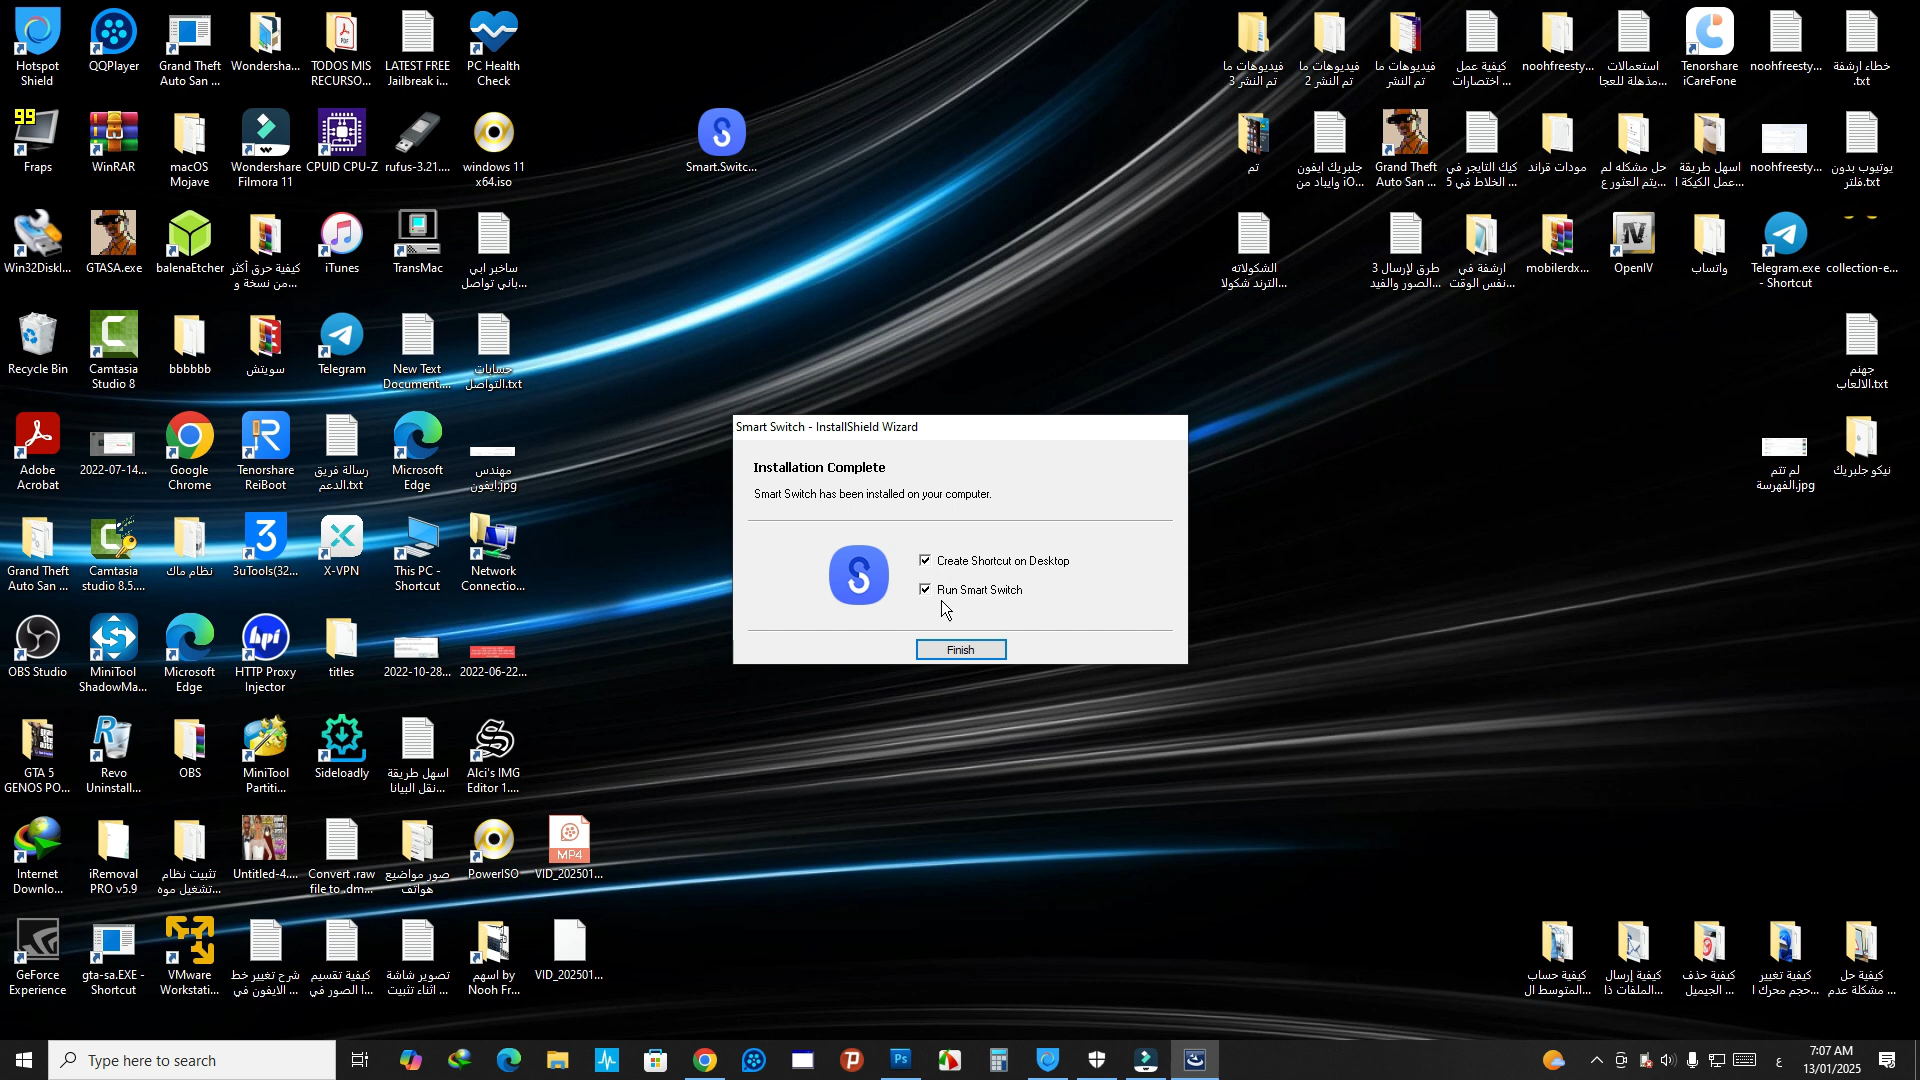 Hotspot
Shield
QQPlayer
Grand Theft
Auto San ...
Wondersha...
TODOS MIS
RECURSO...
LATEST FREE
Jailbreak i...
PC Health
Check
99
Fraps
WinRAR
macOS
Mojave
Wondershare
Filmora 11
CPUID CPU-Z
rufus-3.21....
windows 11
x64.iso
Smart.Switc...
Win32DiskI...
GTASA.exe
balenaEtcher
كيفية حرق أكثر
من نسخة و...
iTunes
TransMac
ساخبر ابي
باني تواصل...
Recycle Bin
Camtasia
Studio 8
bbbbbb
سويتش
Telegram
New Text
Document....
حسابات
التواصل.txt
Adobe
Acrobat
2022-07-14...
Google
Chrome
Tenorshare
ReiBoot
رسالة فريق
الدعم.txt
Microsoft
Edge
مهندس
ايفون.jpg
Grand Theft
Auto San ...
Camtasia
studio 8.5....
نظام ماك
3uTools(32...
X-VPN
This PC -
Shortcut
Network
Connectio...
OBS Studio
MiniTool
ShadowMa...
Microsoft
Edge
HTTP Proxy
Injector
titles
2022-10-28...
2022-06-22...
GTA 5
GENOS PO...
Revo
Uninstall...
OBS
MiniTool
Partiti...
Sideloadly
اسهل طريقة
نقل البيانا...
Alci's IMG
Editor 1....
Internet
Downlo...
iRemoval
PRO v5.9
تثبيت نظام
تشغيل موه...
Untitled-4....
Convert .raw
file to .dm...
صور مواضيع
هواتف
PowerISO
MP4
VID_202501...
GeForce
Experience
gta-sa.EXE -
Shortcut
VMware
Workstati...
شرح تغيير خط
الايفون في ...
كيفية تقسيم
الصور في ا...
تصوير شاشة
اثناء تثبيت ...
اسهم by
Nooh Fr...
VID_202501...
فيديوهات ما
تم النشر 3
فيديوهات ما
تم النشر 2
فيديوهات ما
تم النشر
كيفية عمل
اختصارات ...
noohfreesty...
استعمالات
مذهلة للعجا...
Tenorshare
iCareFone
noohfreesty...
خطاء ارشفة
.txt
تم
جلبريك ايفون
وايباد من iO...
Grand Theft
Auto San ...
كيك التايجر في
الخلاط في 5 ...
مودات قراند
حل مشكله لم
يتم العثور ع...
اسهل طريقة
عمل الكيكة ا...
noohfreesty...
يوتيوب بدون
فلتر.txt
الشكولاته
الترند شكولا...
3 طرق لإرسال
الصور والفيد...
ارشفة في
نفس الوقت...
mobilerdx...
OpenIV
واتساب
Telegram.exe
- Shortcut
collection-e...
جهنم
الالعاب.txt
لم تتم
الفهرسة.jpg
نيكو جلبريك
Smart Switch - InstallShield Wizard
Installation Complete
Smart Switch has been installed on your computer.
Create Shortcut on Desktop
Run Smart Switch
Finish
كيفية حساب
المتوسط ال...
كيفية إرسال
الملفات ذا...
كيفية حذف
الجيميل ...
كيفية تغيير
حجم محرك ا...
كيفية حل
مشكلة عدم ...
Type here to search
Ps
ع
7:07 AM
13/01/2025